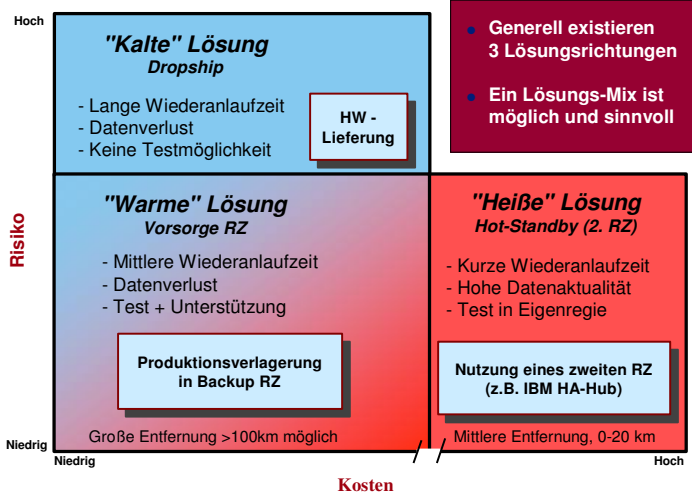 Hoch
"Kalte" Lösung
Dropship
- Lange Wiederanlaufzeit
- Datenverlust
- Keine Testmöglichkeit
HW -
Lieferung
Generell existieren
3 Lösungsrichtungen
Ein Lösungs-Mix ist
möglich und sinnvoll
Risiko
"Warme" Lösung
Vorsorge RZ
- Mittlere Wiederanlaufzeit
- Datenverlust
- Test + Unterstützung
Produktionsverlagerung
in Backup RZ
Große Entfernung >100km möglich
"Heiße" Lösung
Hot-Standby (2. RZ)
- Kurze Wiederanlaufzeit
- Hohe Datenaktualität
- Test in Eigenregie
Nutzung eines zweiten RZ
(z.B. IBM HA-Hub)
Mittlere Entfernung, 0-20 km
Niedrig
Niedrig
Hoch
Kosten